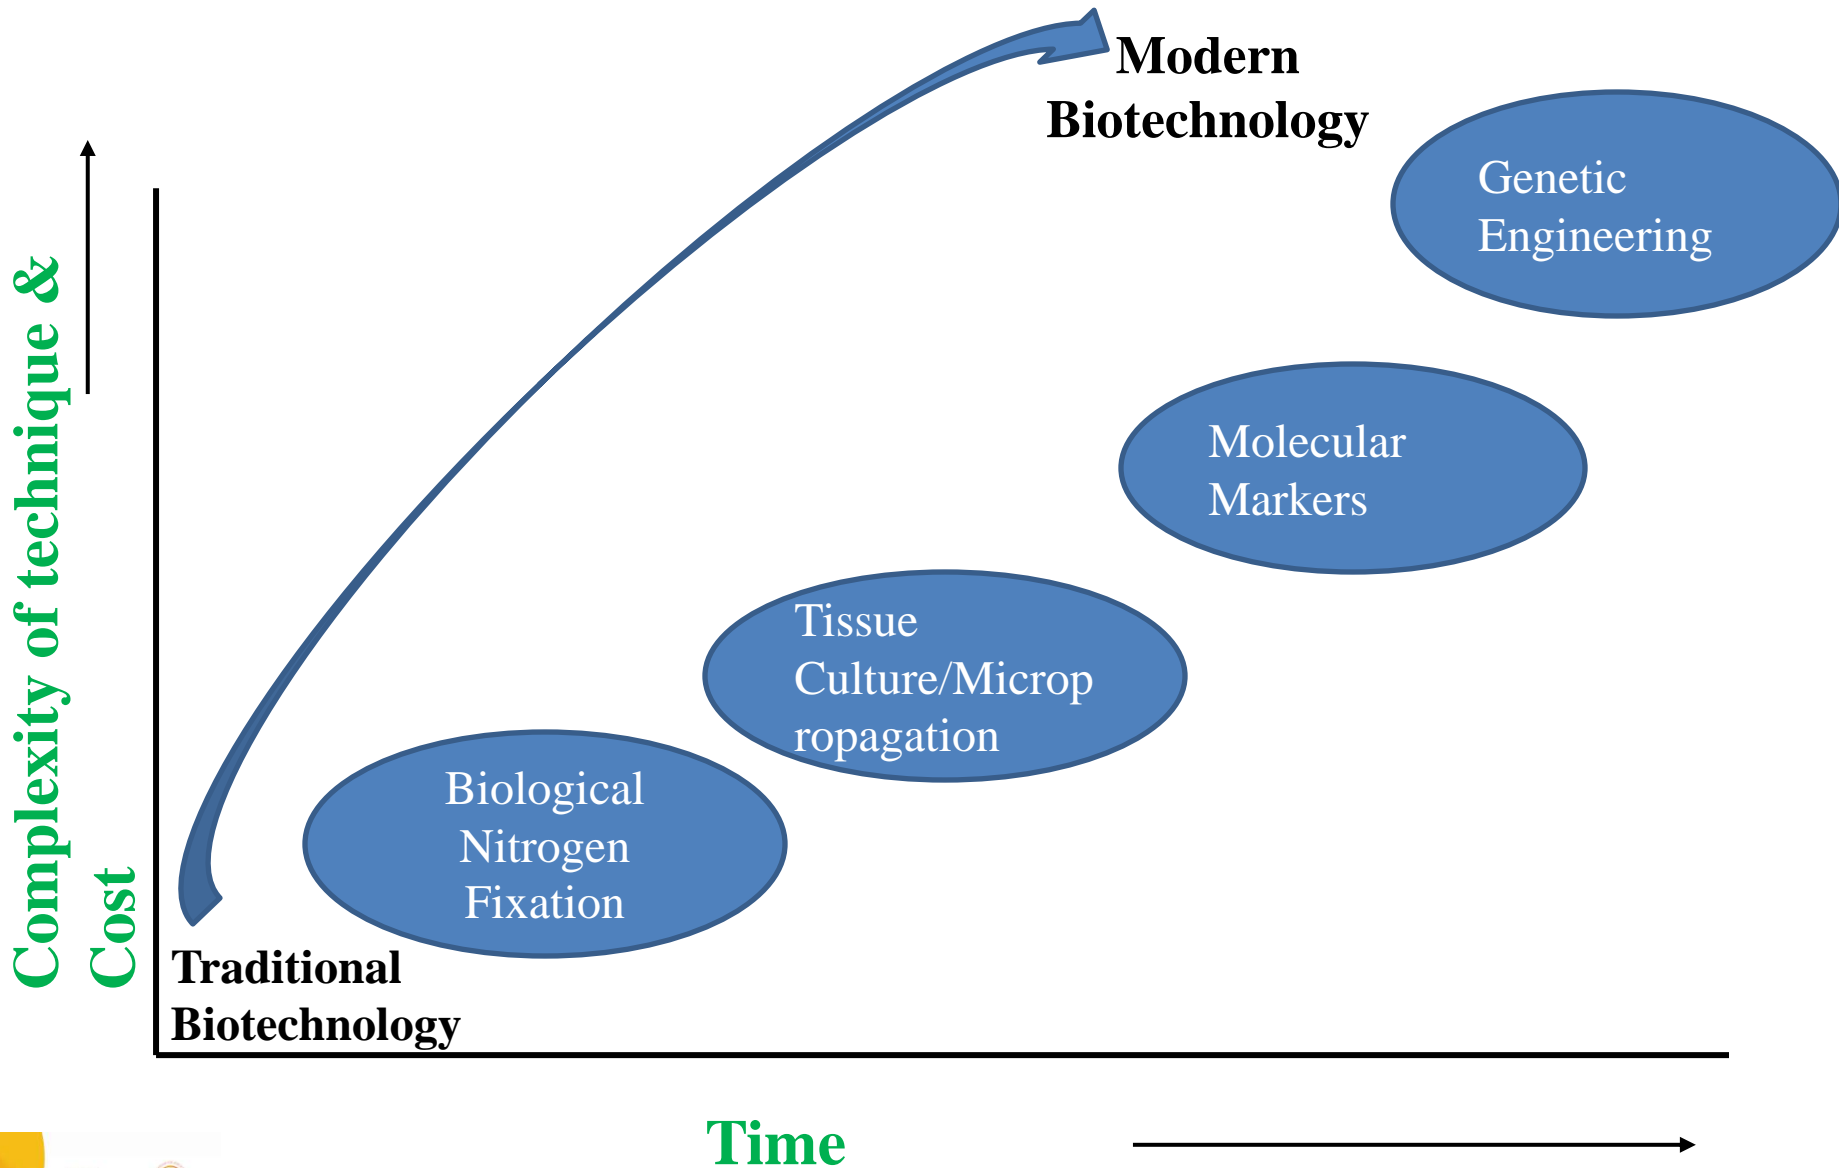 Modern
Biotechnology
Genetic
Engineering
Molecular
Markers
Tissue
Culture/Microp
ropagation
Biological
Nitrogen
Fixation
Traditional
Biotechnology
Complexity of technique &
Cost
Time